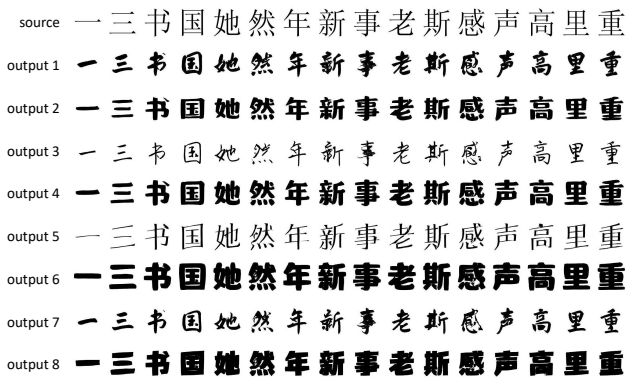 source 一三书国她然年新事老斯感声高里重
output 1 一三书国她然年新事老斯感声高里重
output 2 一三书国她然年新事老斯感声高里重
output 3 一三书国她然年新事老斯感声高里重
output 4 一三书国她然年新事老斯感声高里重
output 5 一三书国她然年新事老斯感声高里重
output 6 一三书国她然年新事老斯感声高里重
output 7 一三书国她然年新事老斯感声高里重
output 8 一三书国她然年新事老斯感声高里重